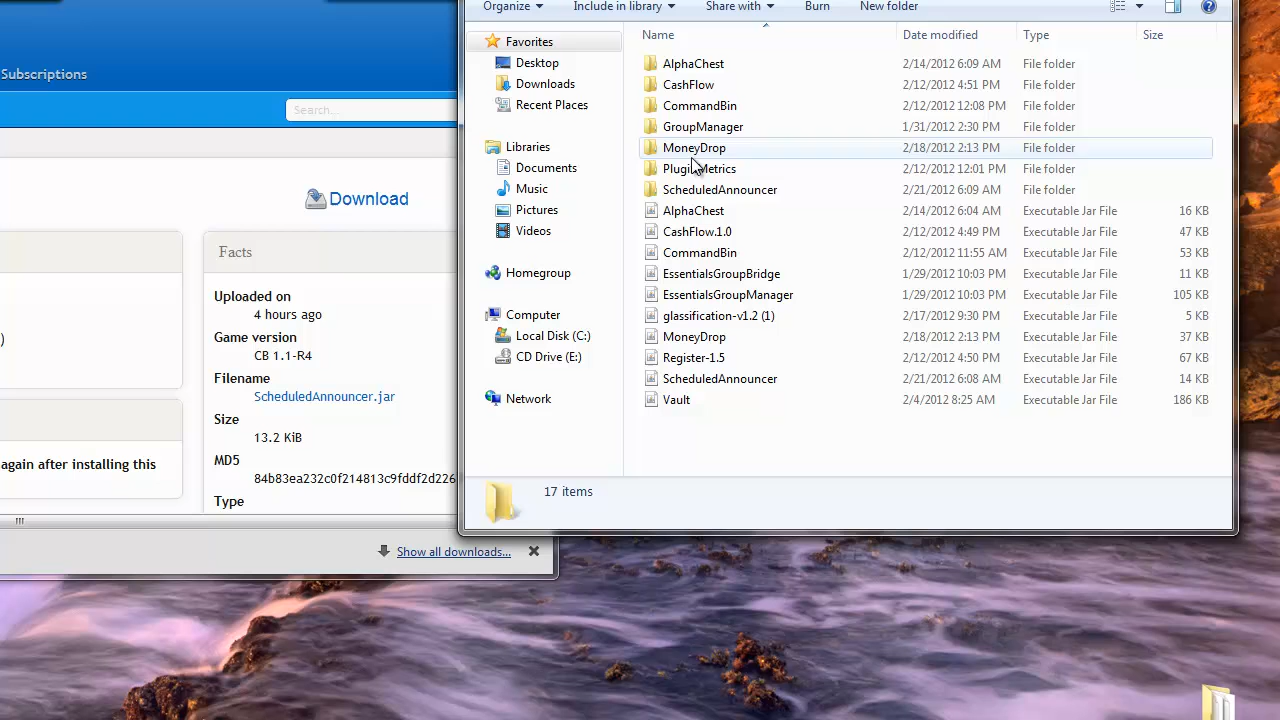 Subscriptions
Search...
Download
Facts
Uploaded on
4 hours ago
Game version
CB 1.1-R4
Filename
ScheduledAnnouncer.jar
Size
13.2 KiB
MD5
84b83ea232c0f214813c9fddf2d226
Type
)
again after installing this
Show all downloads...
Organize Include in library Share with Burn New folder
Favorites
Desktop
Downloads
Recent Places
Libraries
Documents
Music
Pictures
Videos
Homegroup
Computer
Local Disk (C:)
CD Drive (E:)
Network
Name Date modified Type Size
AlphaChest 2/14/2012 6:09 AM File folder
CashFlow 2/12/2012 4:51 PM File folder
CommandBin 2/12/2012 12:08 PM File folder
GroupManager 1/31/2012 2:30 PM File folder
MoneyDrop 2/18/2012 2:13 PM File folder
PluginMetrics 2/12/2012 12:01 PM File folder
ScheduledAnnouncer 2/21/2012 6:09 AM File folder
AlphaChest 2/14/2012 6:04 AM Executable Jar File 16 KB
CashFlow.1.0 2/12/2012 4:49 PM Executable Jar File 47 KB
CommandBin 2/12/2012 11:55 AM Executable Jar File 53 KB
EssentialsGroupBridge 1/29/2012 10:03 PM Executable Jar File 11 KB
EssentialsGroupManager 1/29/2012 10:03 PM Executable Jar File 105 KB
glassification-v1.2 (1) 2/17/2012 9:30 PM Executable Jar File 5 KB
MoneyDrop 2/18/2012 2:13 PM Executable Jar File 37 KB
Register-1.5 2/12/2012 4:50 PM Executable Jar File 67 KB
ScheduledAnnouncer 2/21/2012 6:08 AM Executable Jar File 14 KB
Vault 2/4/2012 8:25 AM Executable Jar File 186 KB
17 items